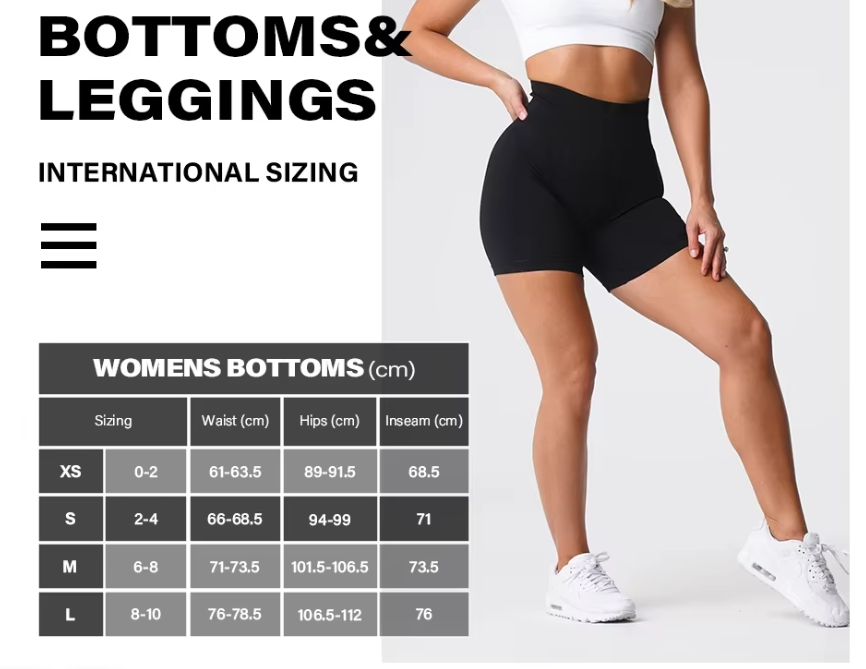 BOTTOMS&
LEGGINGS
INTERNATIONAL SIZING
WOMENS BOTTOMS (cm)
Sizing Waist (cm) Hips (cm) Inseam (cm)
XS 0-2 61-63.5 89-91.5 68.5
S 2-4 66-68.5 94-99 71
M 6-8 71-73.5 101.5-106.5 73.5
L 8-10 76-78.5 106.5-112 76